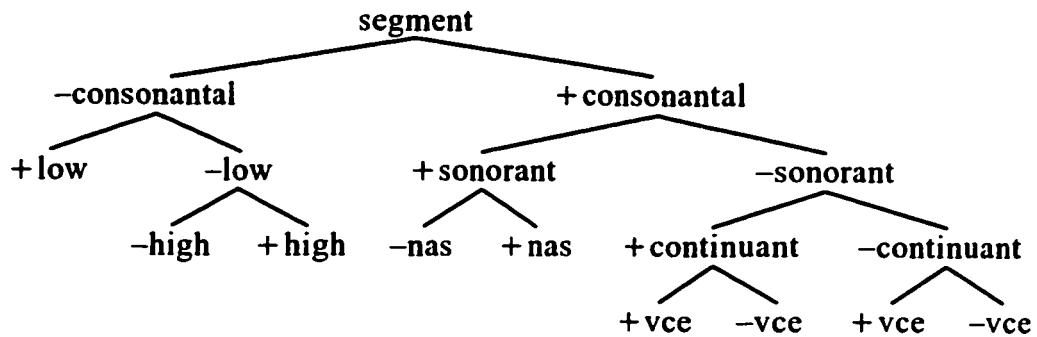 segment
–consonantal +consonantal
+low –low +sonorant –sonorant
–high +high –nas +nas +continuant –continuant
+vce –vce +vce –vce